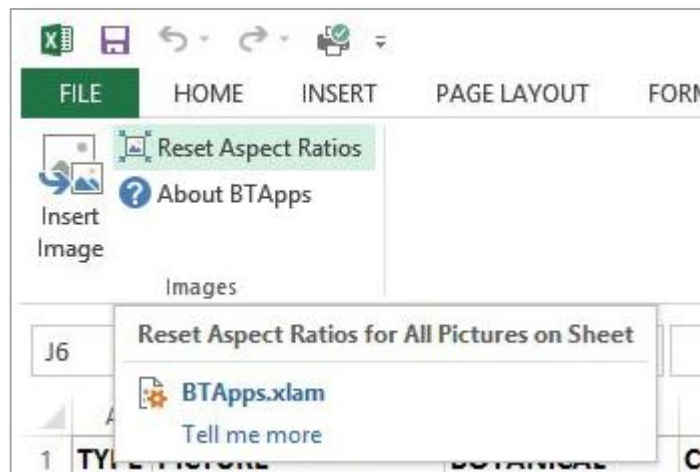 FILE HOME INSERT PAGE LAYOUT
Reset Aspect Ratios
About BTApps
Insert
Image
Images
Reset Aspect Ratios for All Pictures on Sheet
J6
BTApps.xlam
Tell me more
1